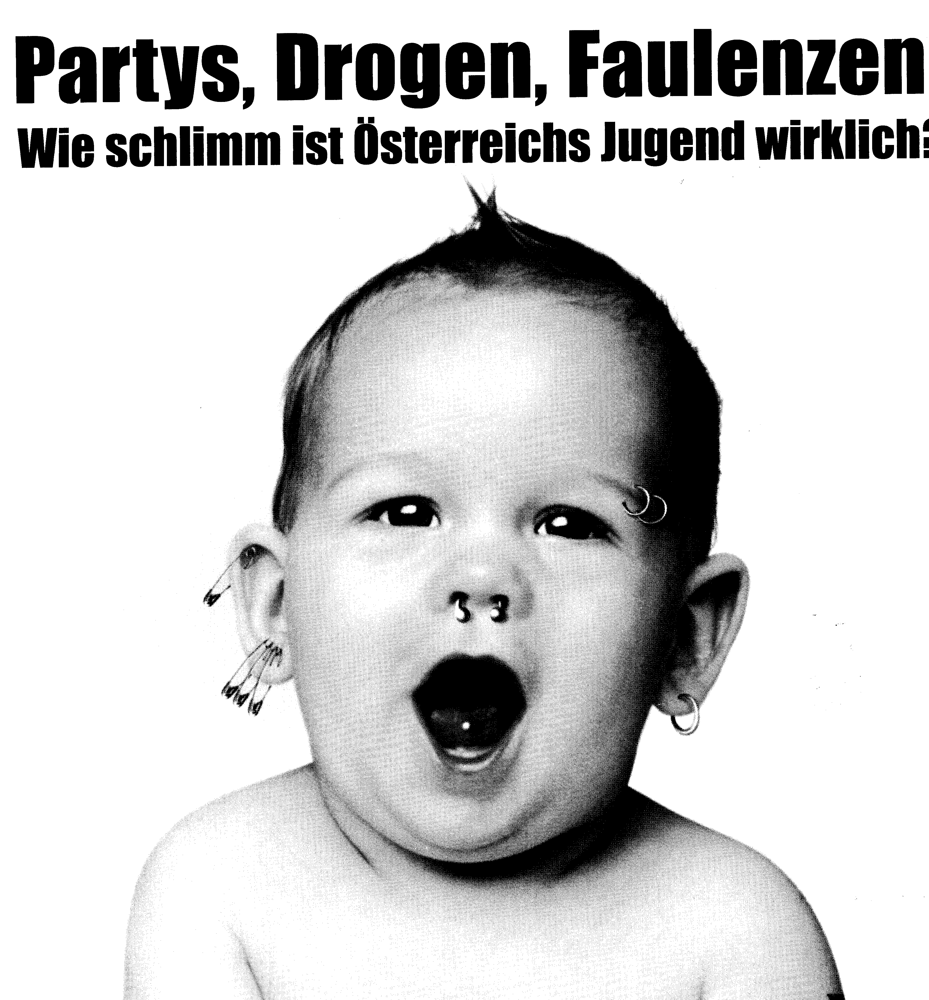 Partys, Drogen, Faulenzen
Wie schlimm ist Österreichs Jugend wirklich?